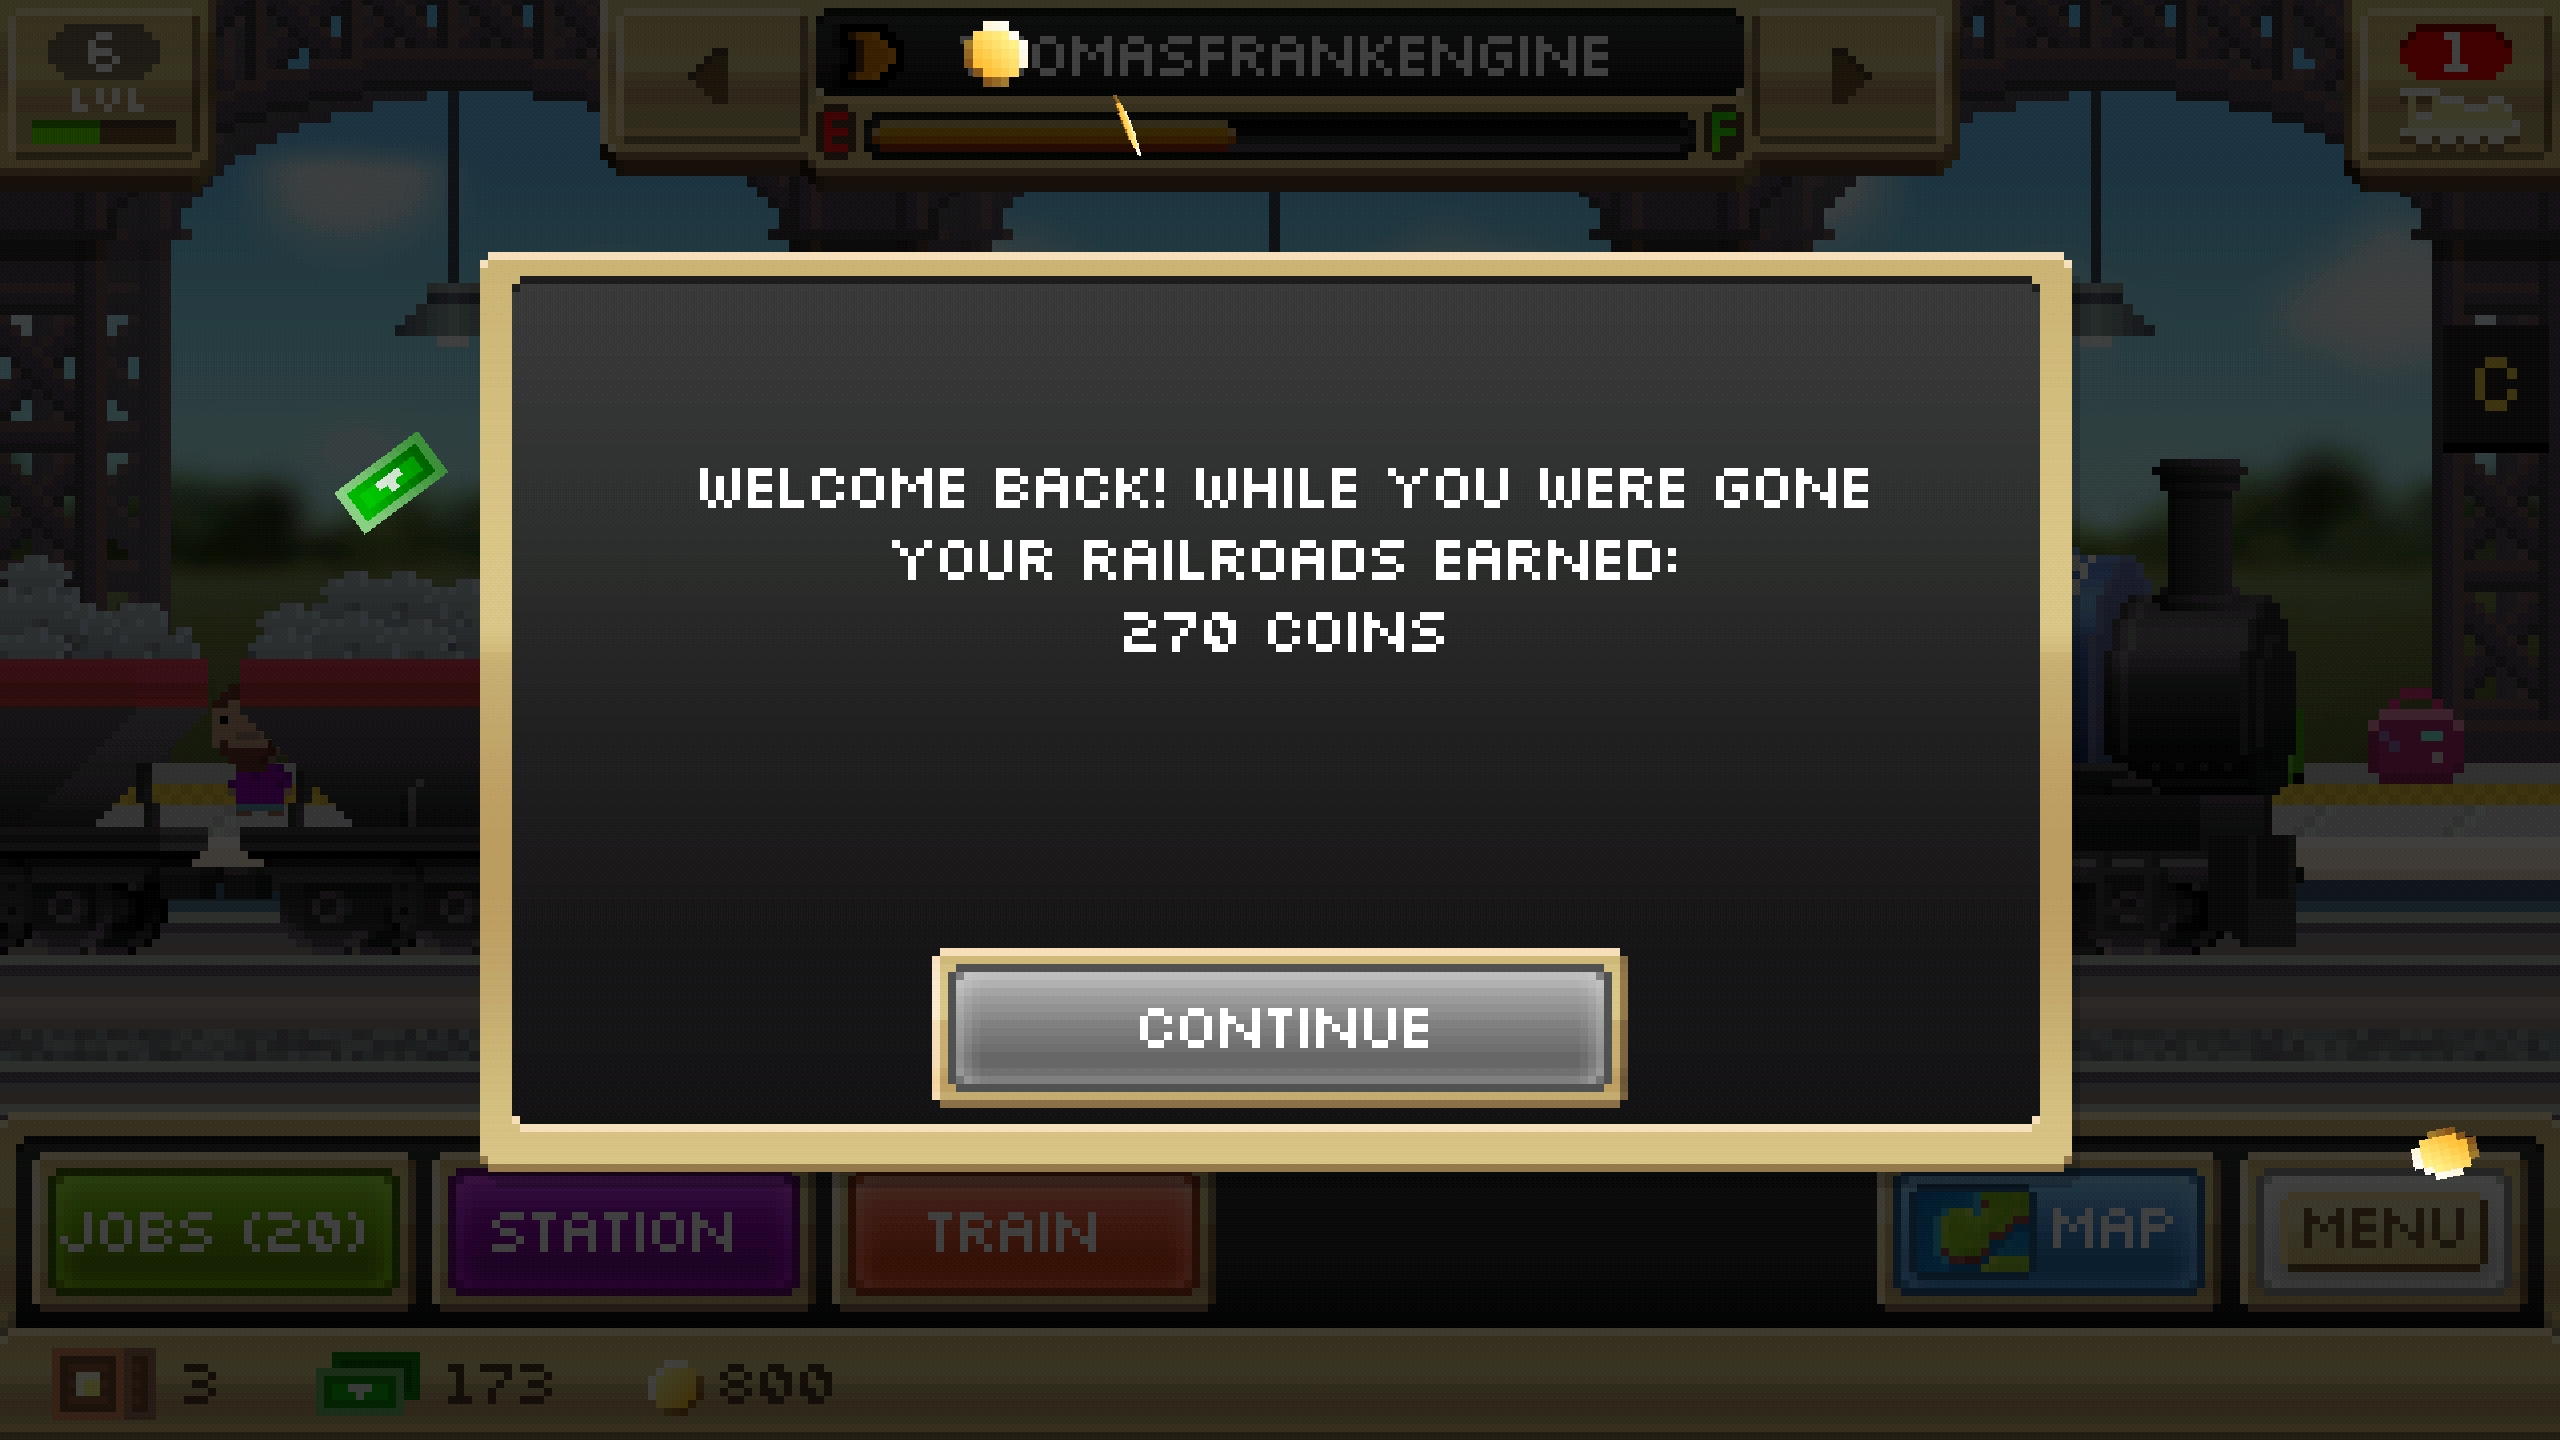 6
LVL
OMASFRANKENGINE
E
F
1
C
WELCOME BACK! WHILE YOU WERE GONE
YOUR RAILROADS EARNED:
270 COINS
CONTINUE
JOBS (20)
STATION
TRAIN
MAP
MENU
3
173
800